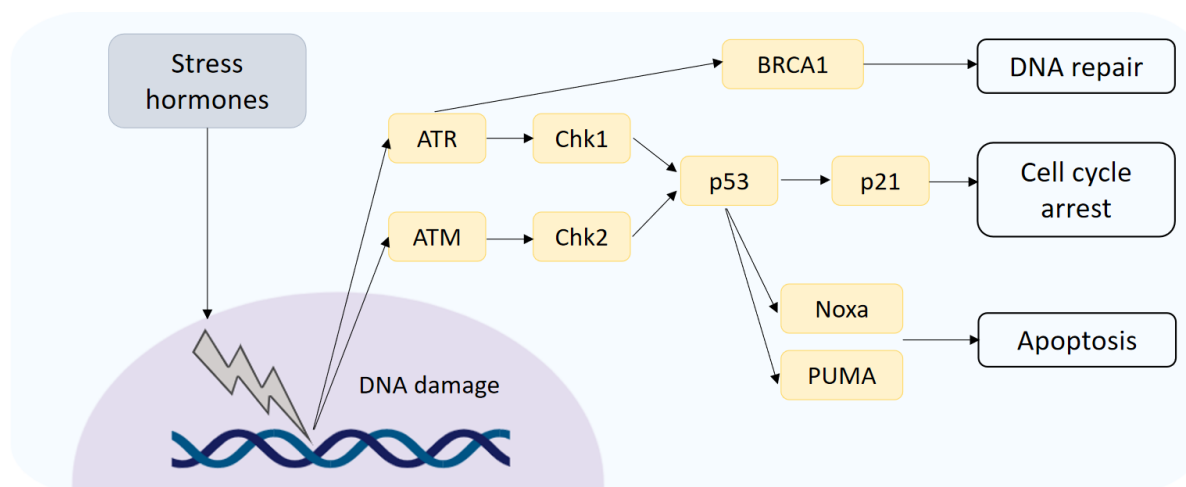 Stress
hormones
BRCA1
DNA repair
ATR
Chk1
p53
p21
Cell cycle
arrest
ATM
Chk2
Noxa
PUMA
Apoptosis
DNA damage